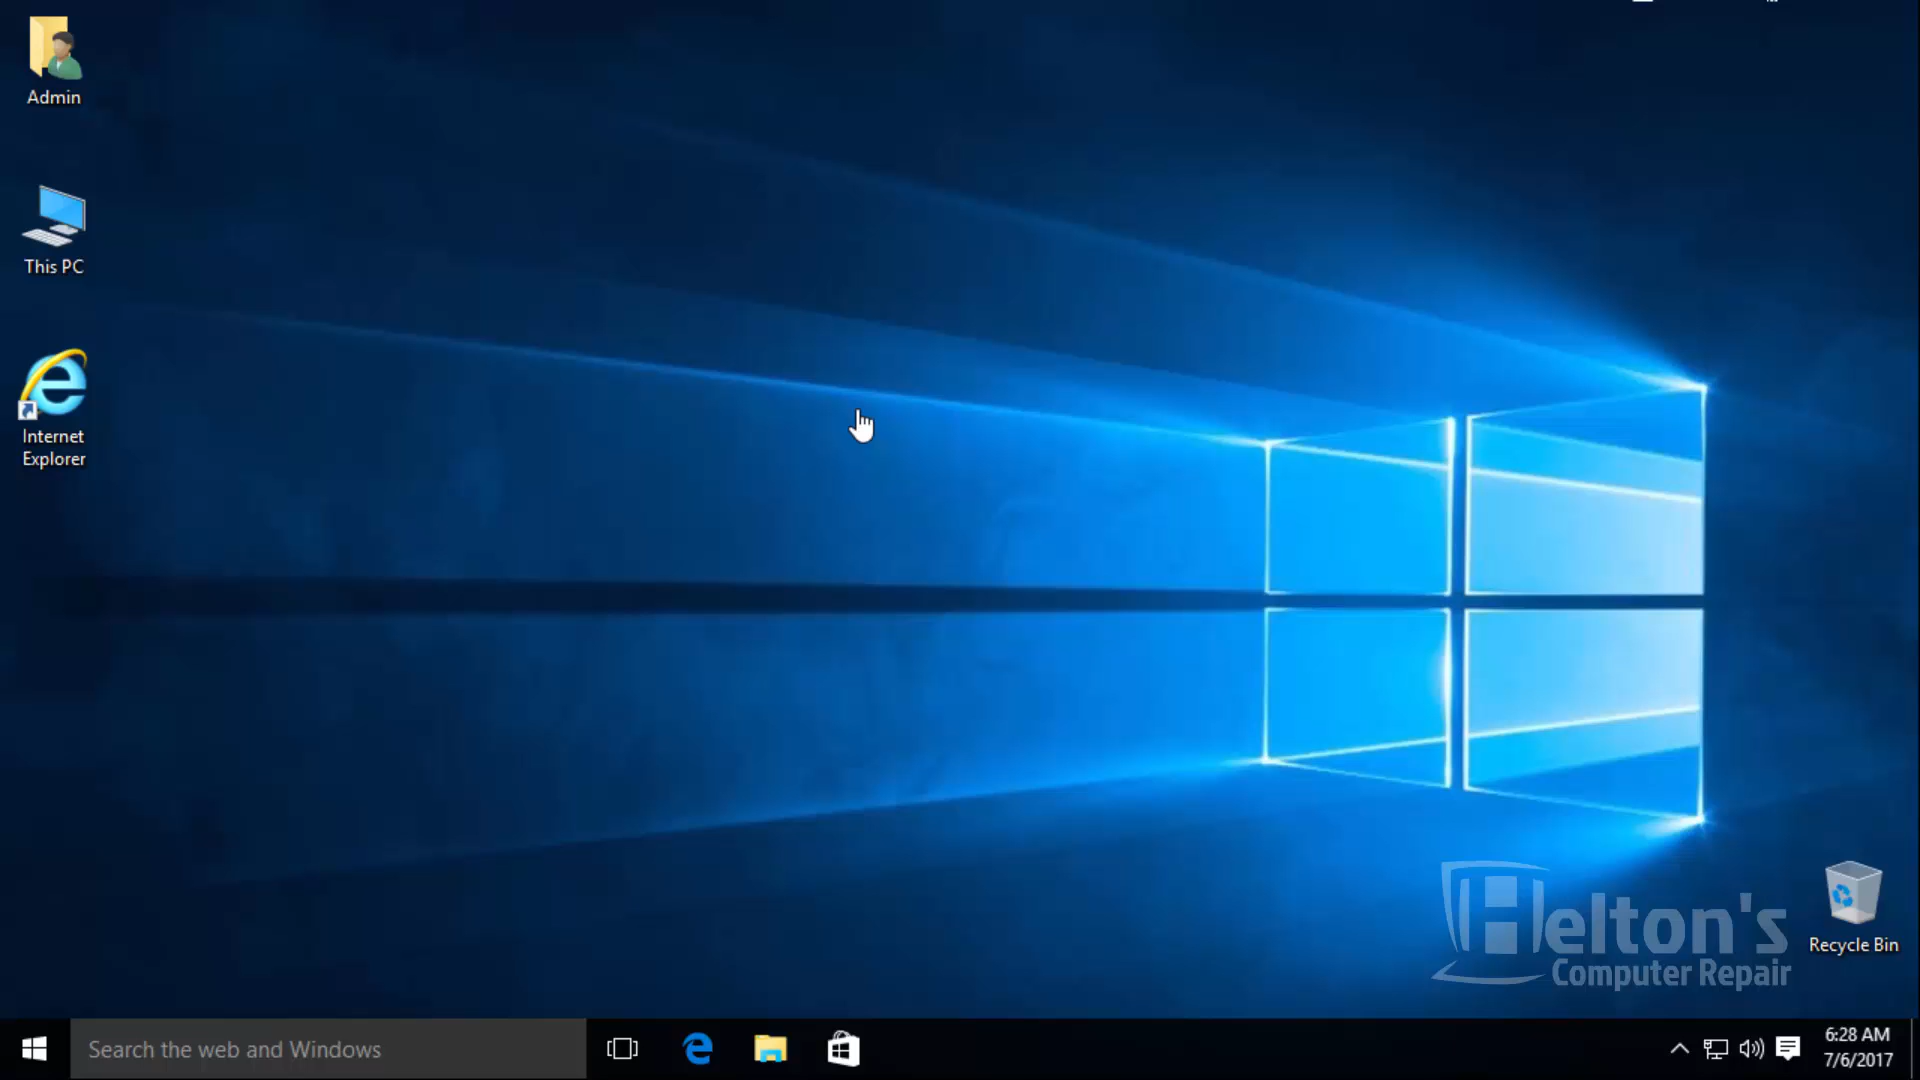 Admin
This PC
Internet
Explorer
Helton's
Computer Repair
Recycle Bin
Search the web and Windows
6:28 AM
7/6/2017